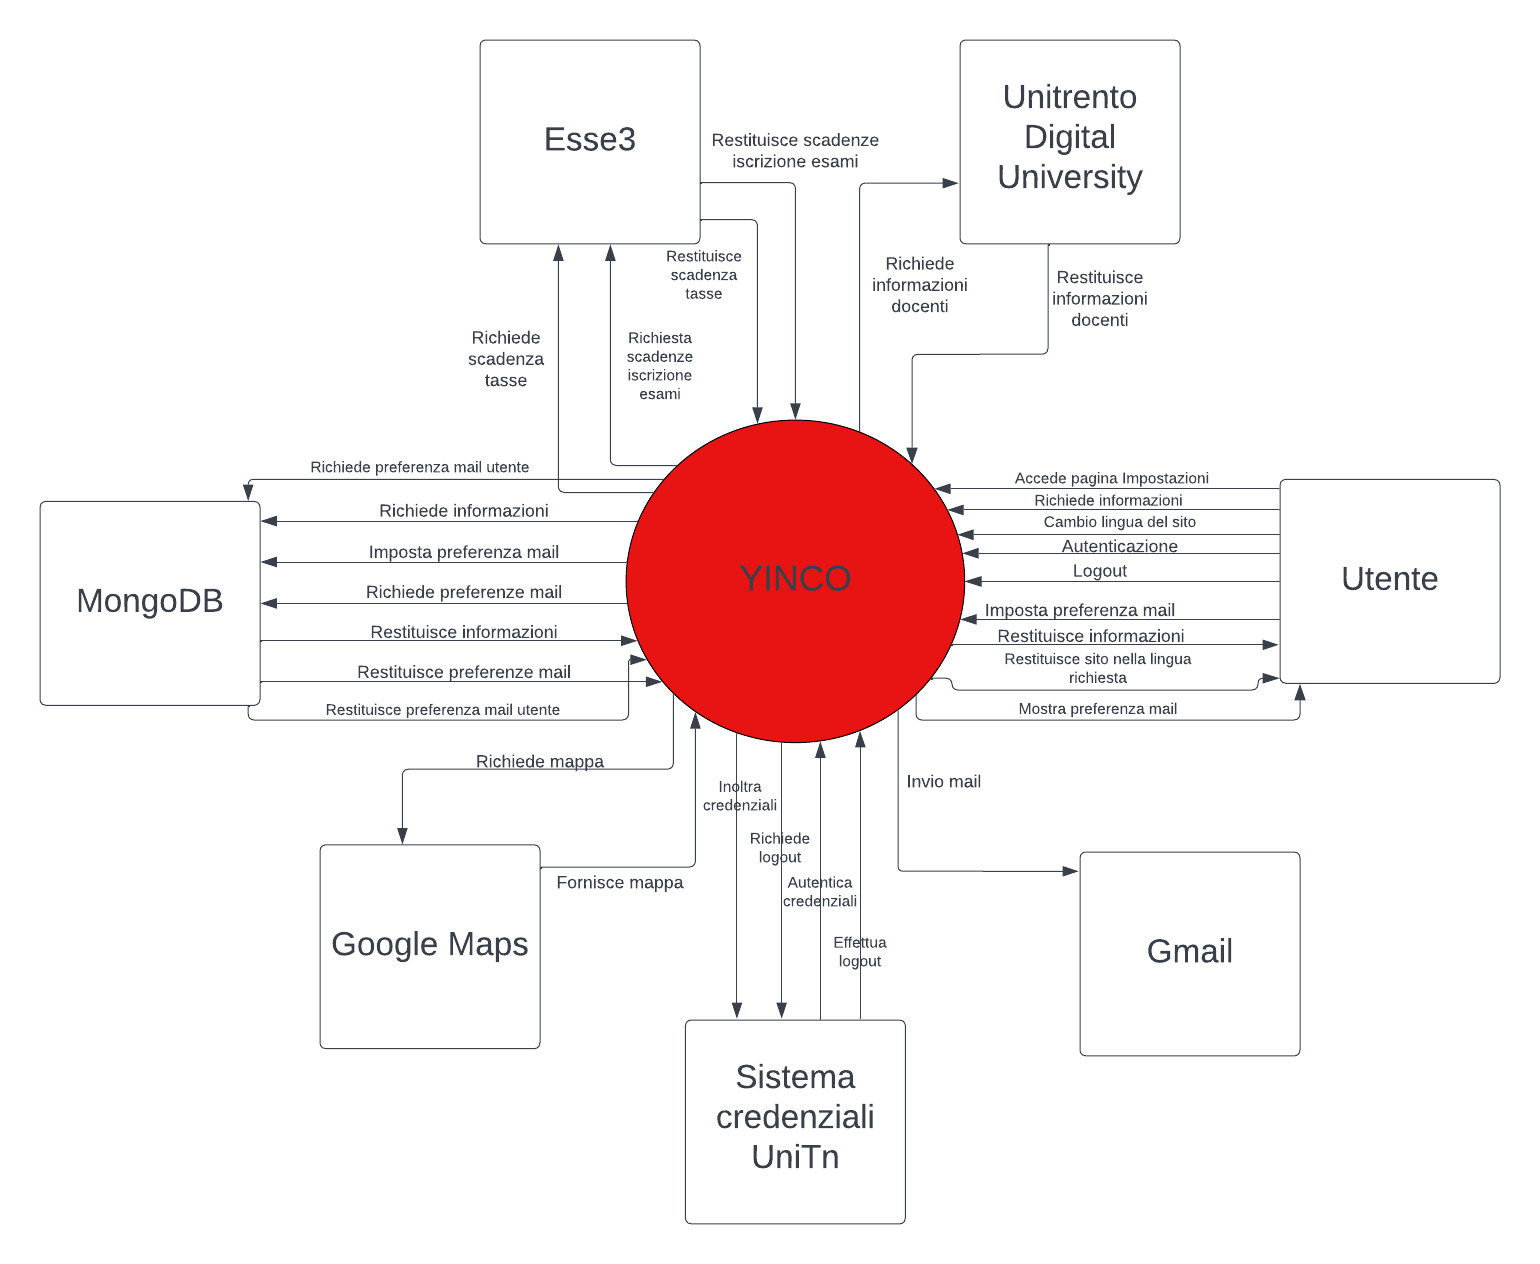 Esse3
Unitrento
Digital
University
Restituisce scadenze
iscrizione esami
Restituisce
scadenza
tasse
Richiede
informazioni
docenti
Restituisce
informazioni
docenti
Richiede
scadenza
tasse
Richiesta
scadenze
iscrizione
esami
Richiede preferenza mail utente
Richiede informazioni
Imposta preferenza mail
Richiede preferenze mail
Restituisce informazioni
Restituisce preferenze mail
Restituisce preferenza mail utente
MongoDB
YINCO
Accede pagina Impostazioni
Richiede informazioni
Cambio lingua del sito
Autenticazione
Logout
Imposta preferenza mail
Restituisce informazioni
Restituisce sito nella lingua
richiesta
Mostra preferenza mail
Utente
Richiede mappa
Fornisce mappa
Google Maps
Inoltra
credenziali
Richiede
logout
Autentica
credenziali
Effettua
logout
Invio mail
Gmail
Sistema
credenziali
UniTn